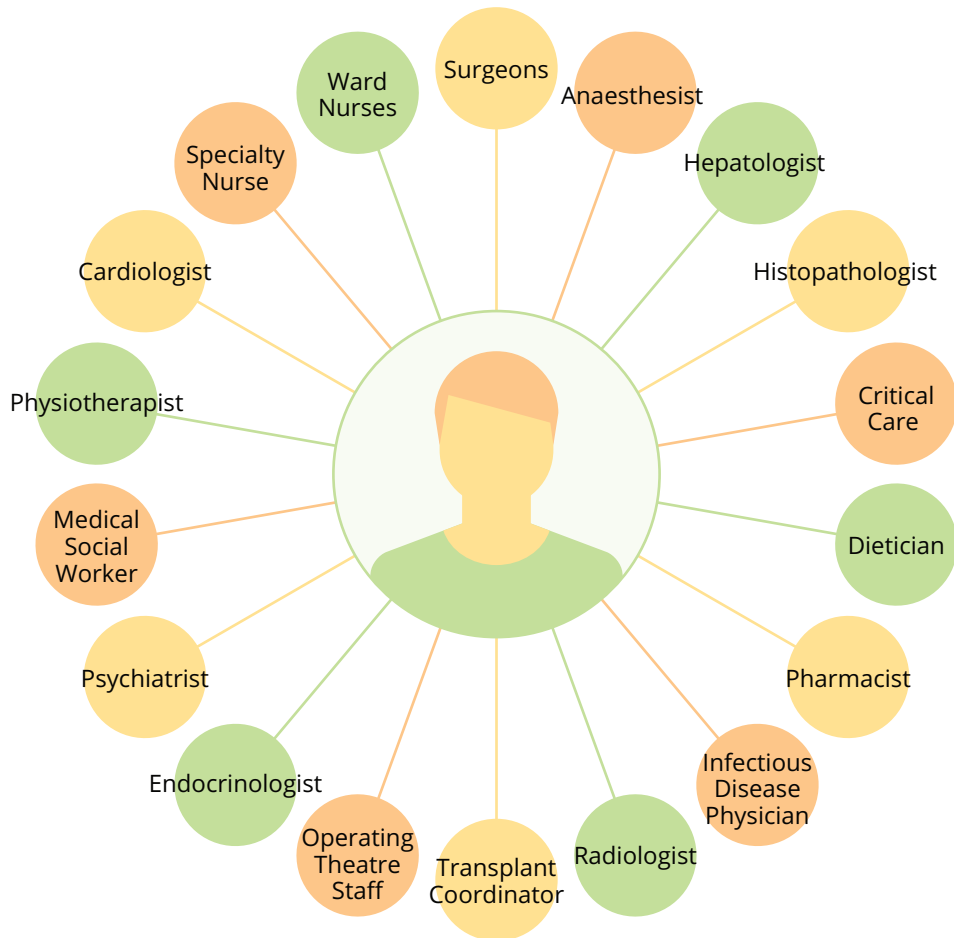 Surgeons
Anaesthesist
Hepatologist
Histopathologist
Critical
Care
Dietician
Pharmacist
Infectious
Disease
Physician
Radiologist
Transplant
Coordinator
Operating
Theatre
Staff
Endocrinologist
Psychiatrist
Medical
Social
Worker
Physiotherapist
Cardiologist
Specialty
Nurse
Ward
Nurses